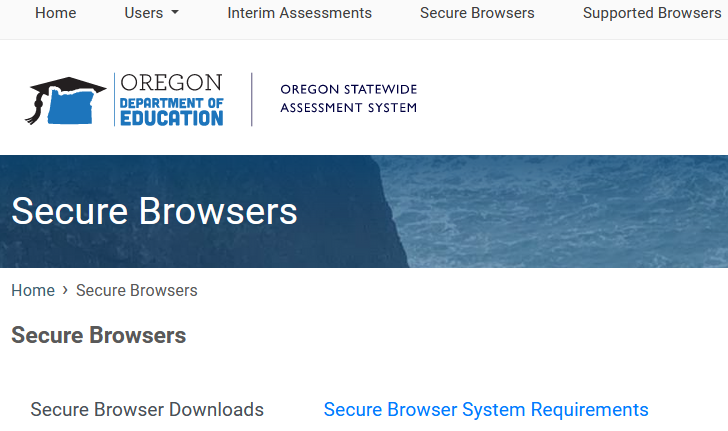 Home Users Interim Assessments Secure Browsers Supported Browsers
OREGON
DEPARTMENT OF
EDUCATION
OREGON STATEWIDE
ASSESSMENT SYSTEM
Secure Browsers
Home › Secure Browsers
Secure Browsers
Secure Browser Downloads Secure Browser System Requirements